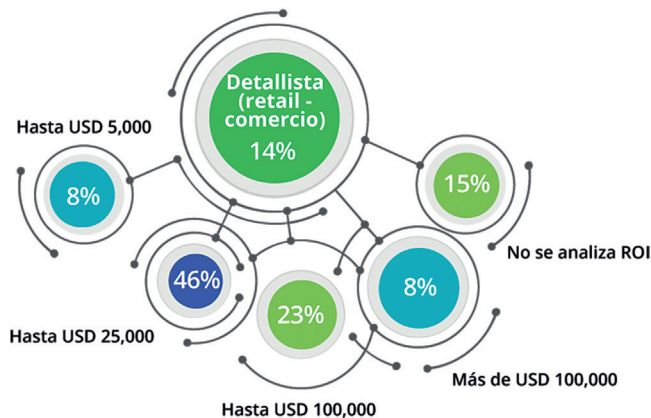 Detallista
(retail -
comercio)
14%
Hasta USD 5,000
8%
15%
No se analiza ROI
46%
Hasta USD 25,000
23%
Hasta USD 100,000
8%
Más de USD 100,000